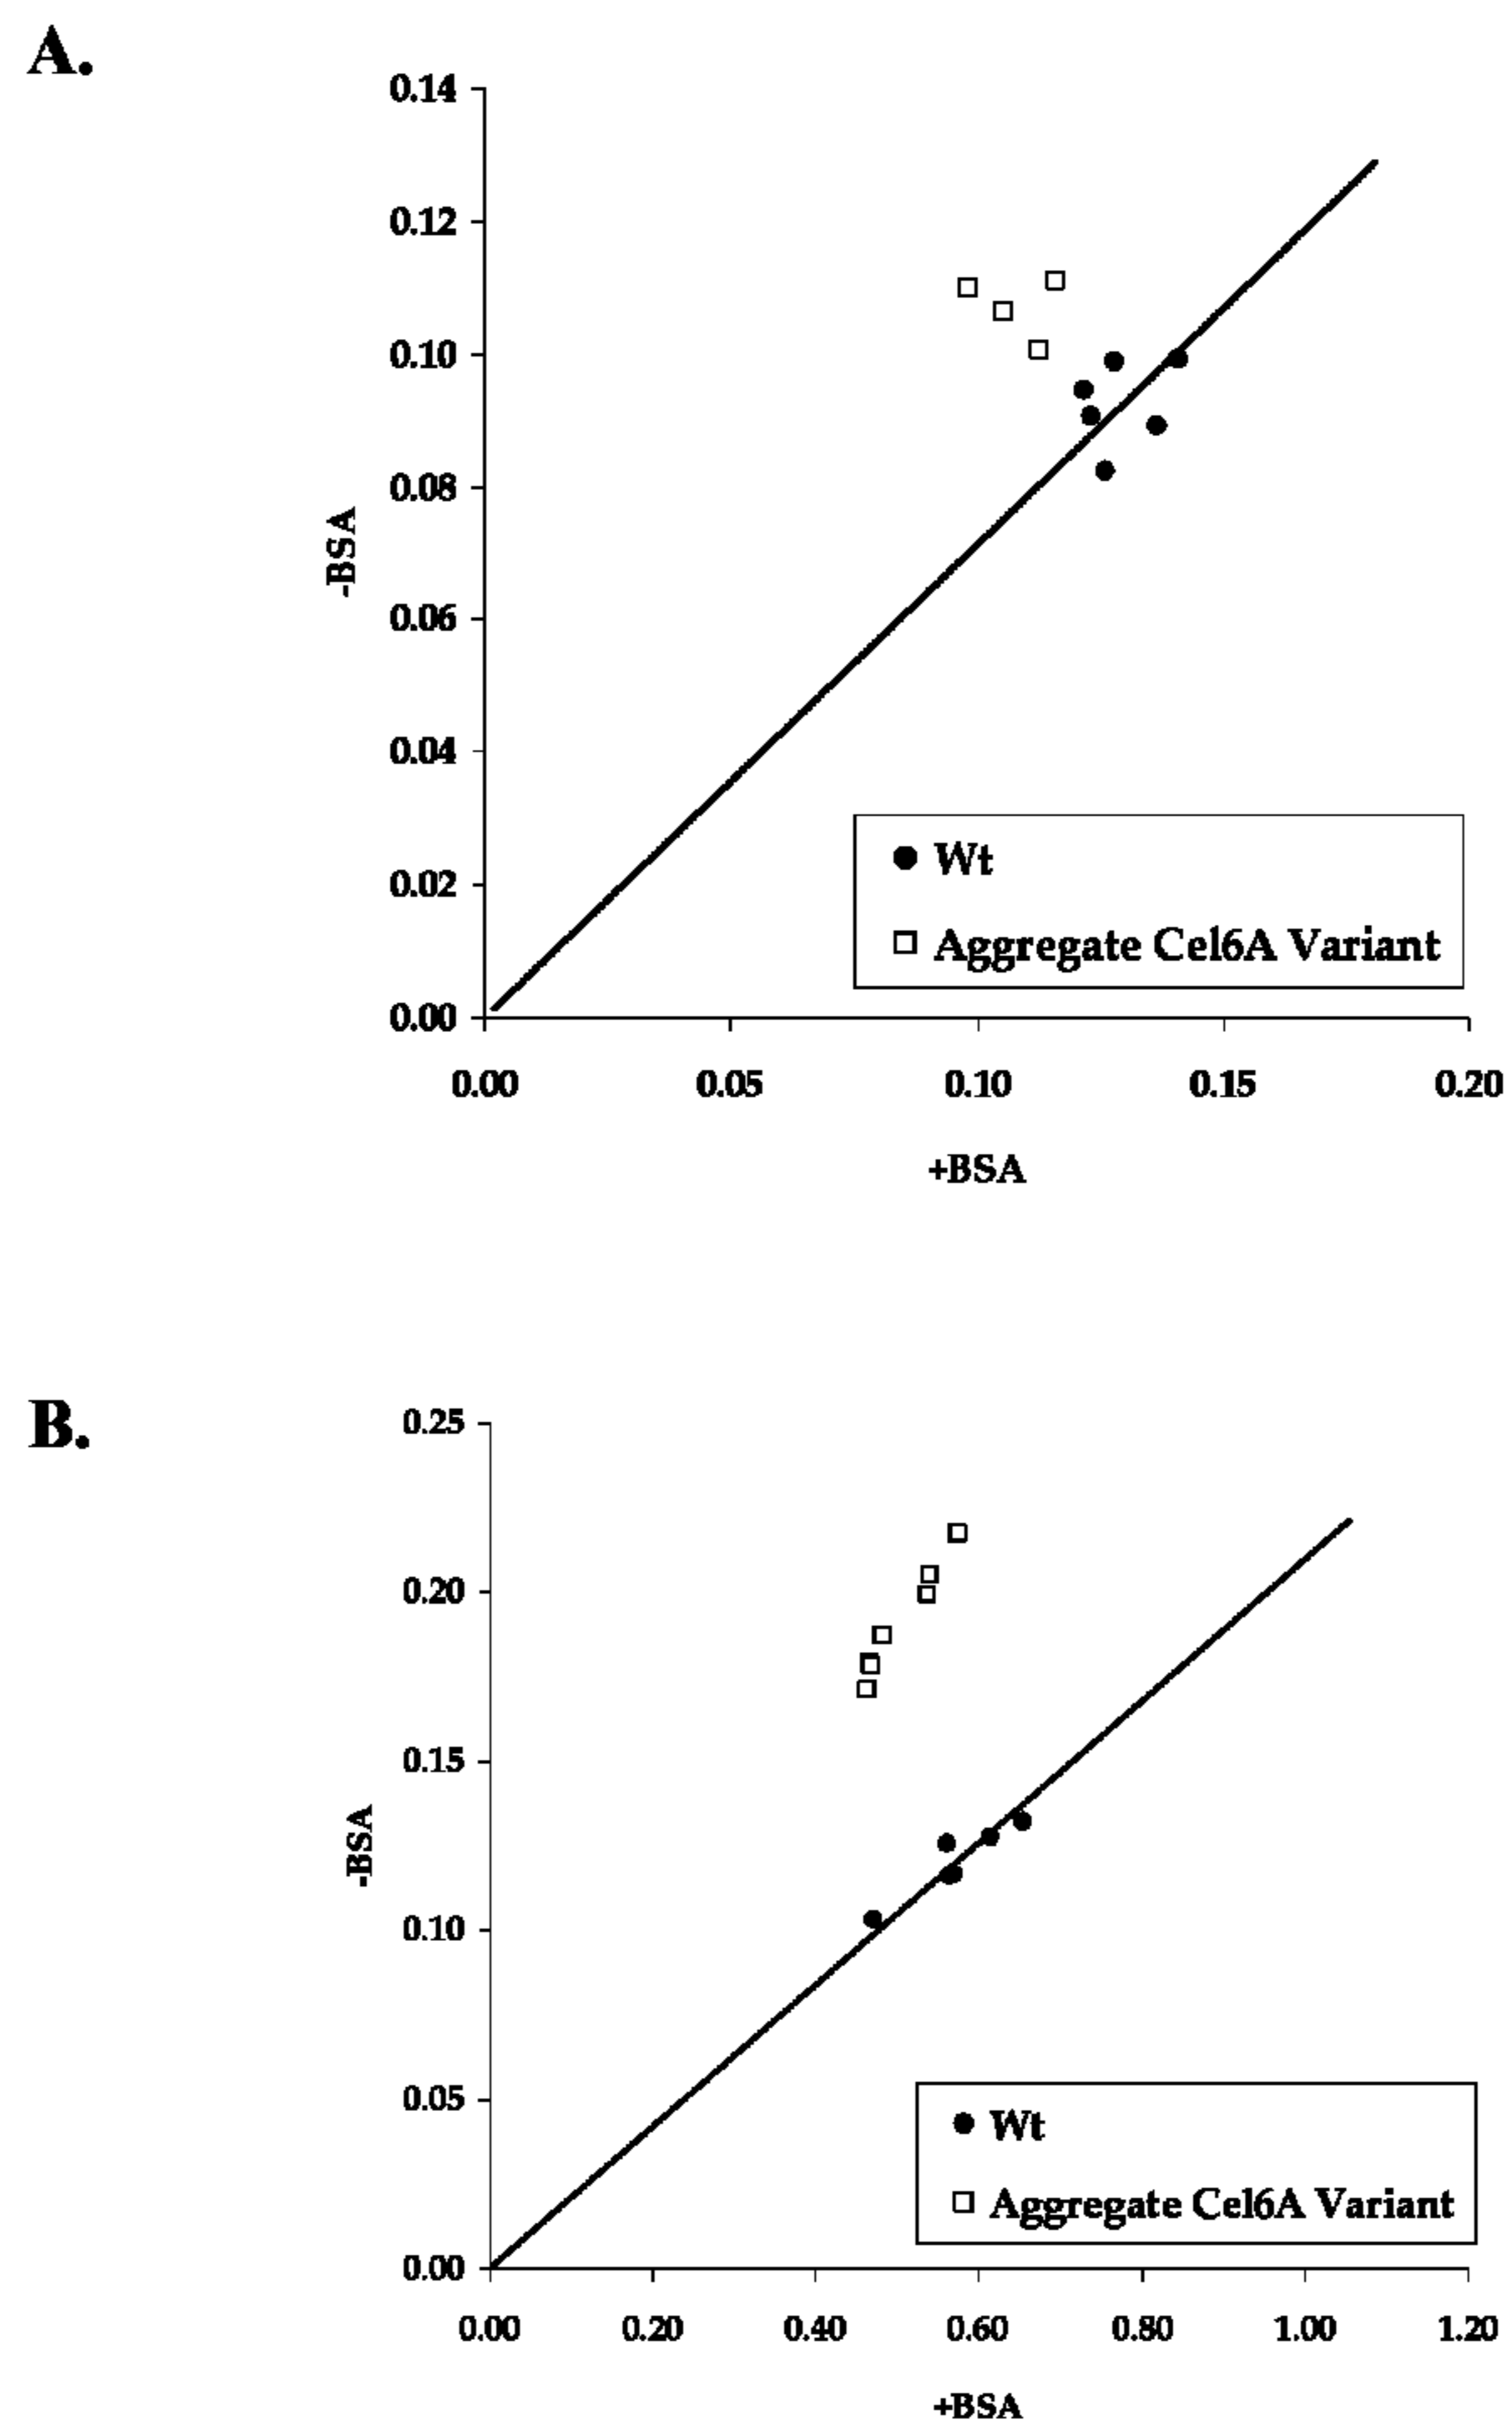 A.
0.14
0.12
0.10
0.08
0.06
0.04
0.02
0.00
-BSA
Wt
Aggregate Cel6A Variant
0.00 0.05 0.10 0.15 0.20
+BSA
B.
0.25
0.20
0.15
0.10
0.05
0.00
-BSA
Wt
Aggregate Cel6A Variant
0.00 0.20 0.40 0.60 0.80 1.00 1.20
+BSA